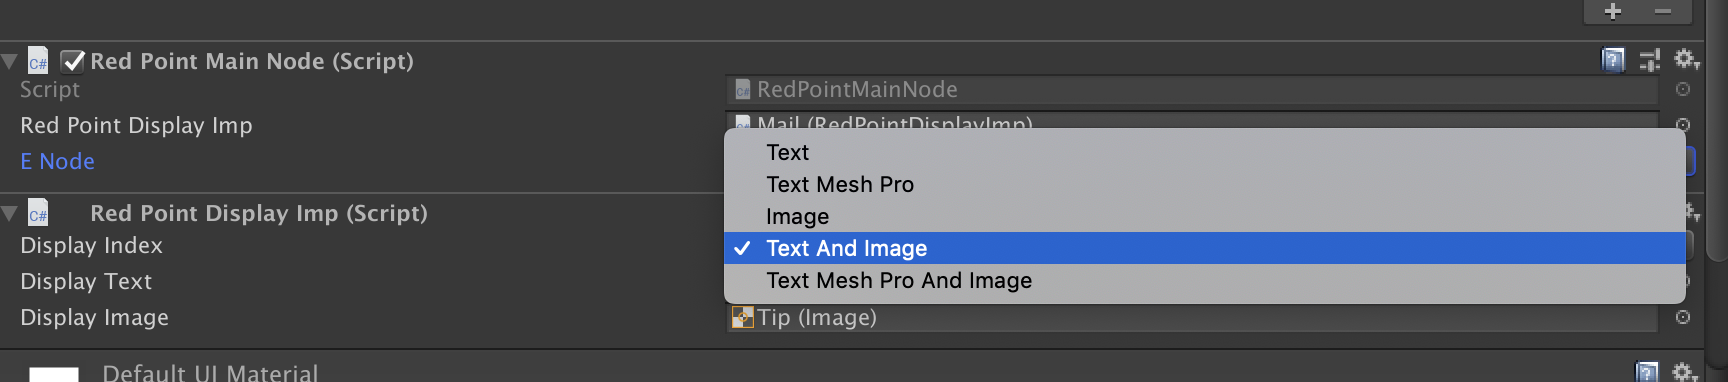 + −
C# Red Point Main Node (Script)
Script C# RedPointMainNode
Red Point Display Imp Mail (RedPointDisplayImp)
E Node
Text
Text Mesh Pro
Image
C# Red Point Display Imp (Script)
Display Index
✓ Text And Image
Display Text
Text Mesh Pro And Image
Display Image Tip (Image)
Default UI Material